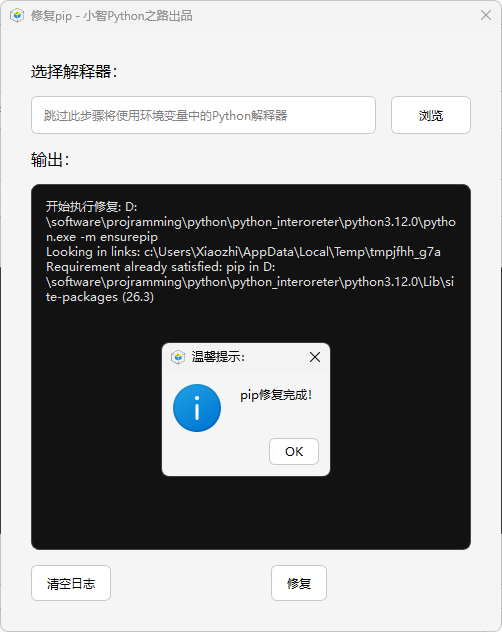 修复pip - 小智Python之路出品
选择解释器：
跳过此步骤将使用环境变量中的Python解释器
浏览
输出：
开始执行修复: D:
\software\projramming\python\python_interoreter\python3.12.0\pytho
n.exe -m ensurepip
Looking in links: c:\Users\Xiaozhi\AppData\Local\Temp\tmpjfhh_g7a
Requirement already satisfied: pip in D:
\software\projramming\python\python_interoreter\python3.12.0\Lib\si
te-packages (26.3)
温馨提示：
pip修复完成！
OK
清空日志
修复